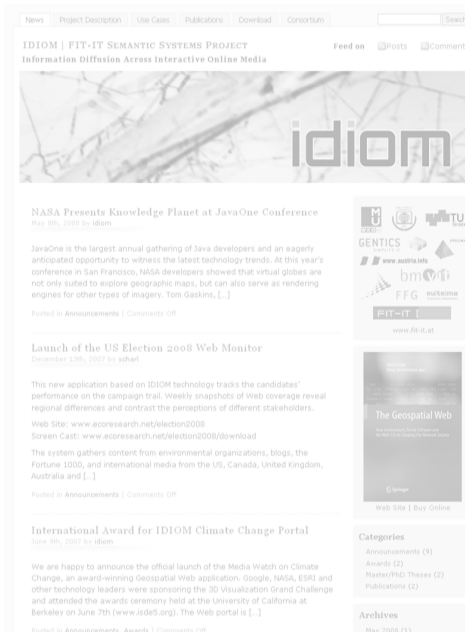 News
Project Description
Use Cases
Publications
Download
Consortium
Search
IDIOM | FIT-IT Semantic Systems Project
Information Diffusion Across Interactive Online Media
Feed on
Posts
Comment
idiom
NASA Presents Knowledge Planet at JavaOne Conference
May 8th, 2008 by idiom
JavaOne is the largest annual gathering of Java developers and an eagerly
anticipated opportunity to witness the latest technology trends. At this year's
conference in San Francisco, NASA developers showed that virtual globes are
not only suited to explore geographic maps, but can also serve as rendering
engines for other types of imagery. Tom Gaskins, [...]
Posted in Announcements | Comments Off
Launch of the US Election 2008 Web Monitor
December 13th, 2007 by scharl
This new application based on IDIOM technology tracks the candidates'
performance on the campaign trail. Weekly snapshots of Web coverage reveal
regional differences and contrast the perceptions of different stakeholders.
Web Site: www.ecoresearch.net/election2008
Screen Cast: www.ecoresearch.net/election2008/download
The system gathers content from environmental organizations, blogs, the
Fortune 1000, and international media from the US, Canada, United Kingdom,
Australia and [...]
Posted in Announcements | Comments Off
International Award for IDIOM Climate Change Portal
June 9th, 2007 by idiom
We are happy to announce the official launch of the Media Watch on Climate
Change, an award-winning Geospatial Web application. Google, NASA, ESRI and
other technology leaders were sponsoring the 3D Visualization Grand Challenge
and attended the awards ceremony held at the University of California at
Berkeley on June 7th (www.isde5.org). The Web portal is [...]
Posted in Announcements, Awards | Comments Off
MU
TU
GENTICS
www.austria.info
bm
FFG
FIT-IT
www.fit-it.at
The Geospatial Web
Springer
Web Site | Buy Online
Categories
Announcements (9)
Awards (2)
Master/PhD Theses (2)
Publications (2)
Archives
May 2008 (1)